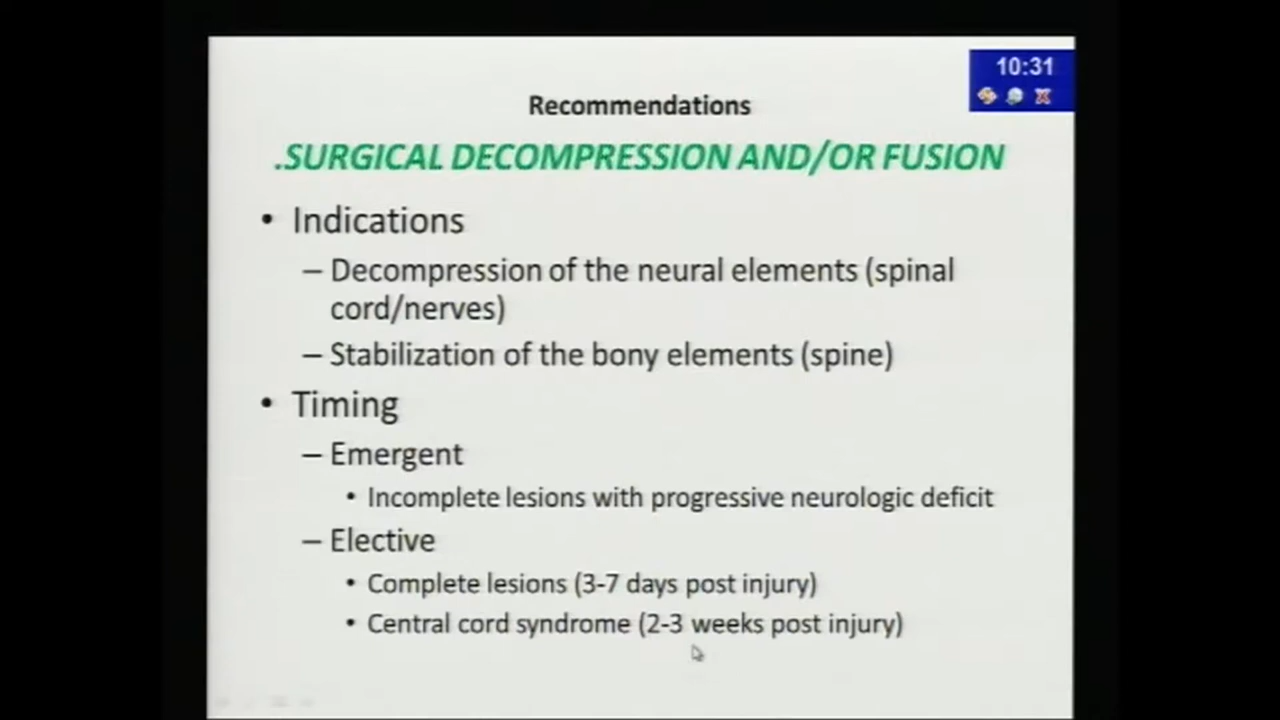 10:31
Recommendations
.SURGICAL DECOMPRESSION AND/OR FUSION
• Indications
– Decompression of the neural elements (spinal
cord/nerves)
– Stabilization of the bony elements (spine)
• Timing
– Emergent
• Incomplete lesions with progressive neurologic deficit
– Elective
• Complete lesions (3-7 days post injury)
• Central cord syndrome (2-3 weeks post injury)